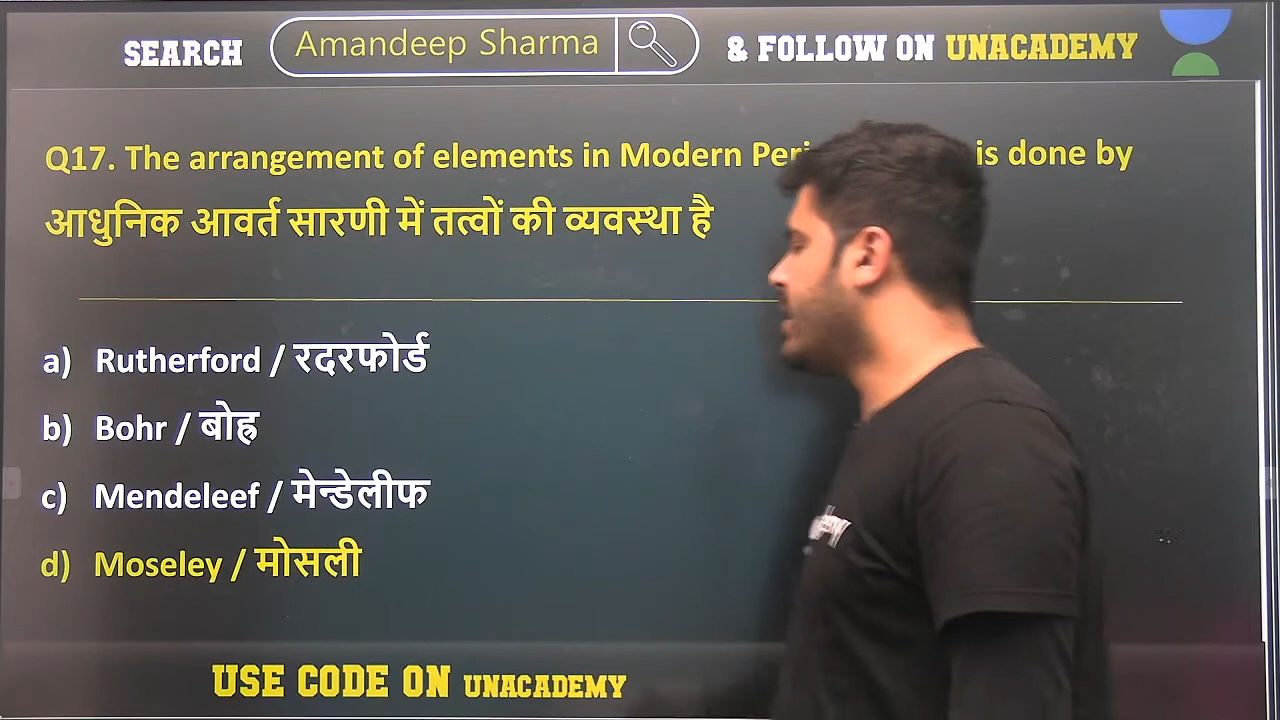 SEARCH Amandeep Sharma & FOLLOW ON UNACADEMY
Q17. The arrangement of elements in Modern is done by
आधुनिक आवर्त सारणी में तत्वों की व्यवस्था है
a) Rutherford / रदरफोर्ड
b) Bohr / बोह्र
c) Mendeleef / मेन्डेलीफ
d) Moseley / मोसली
USE CODE ON UNACADEMY